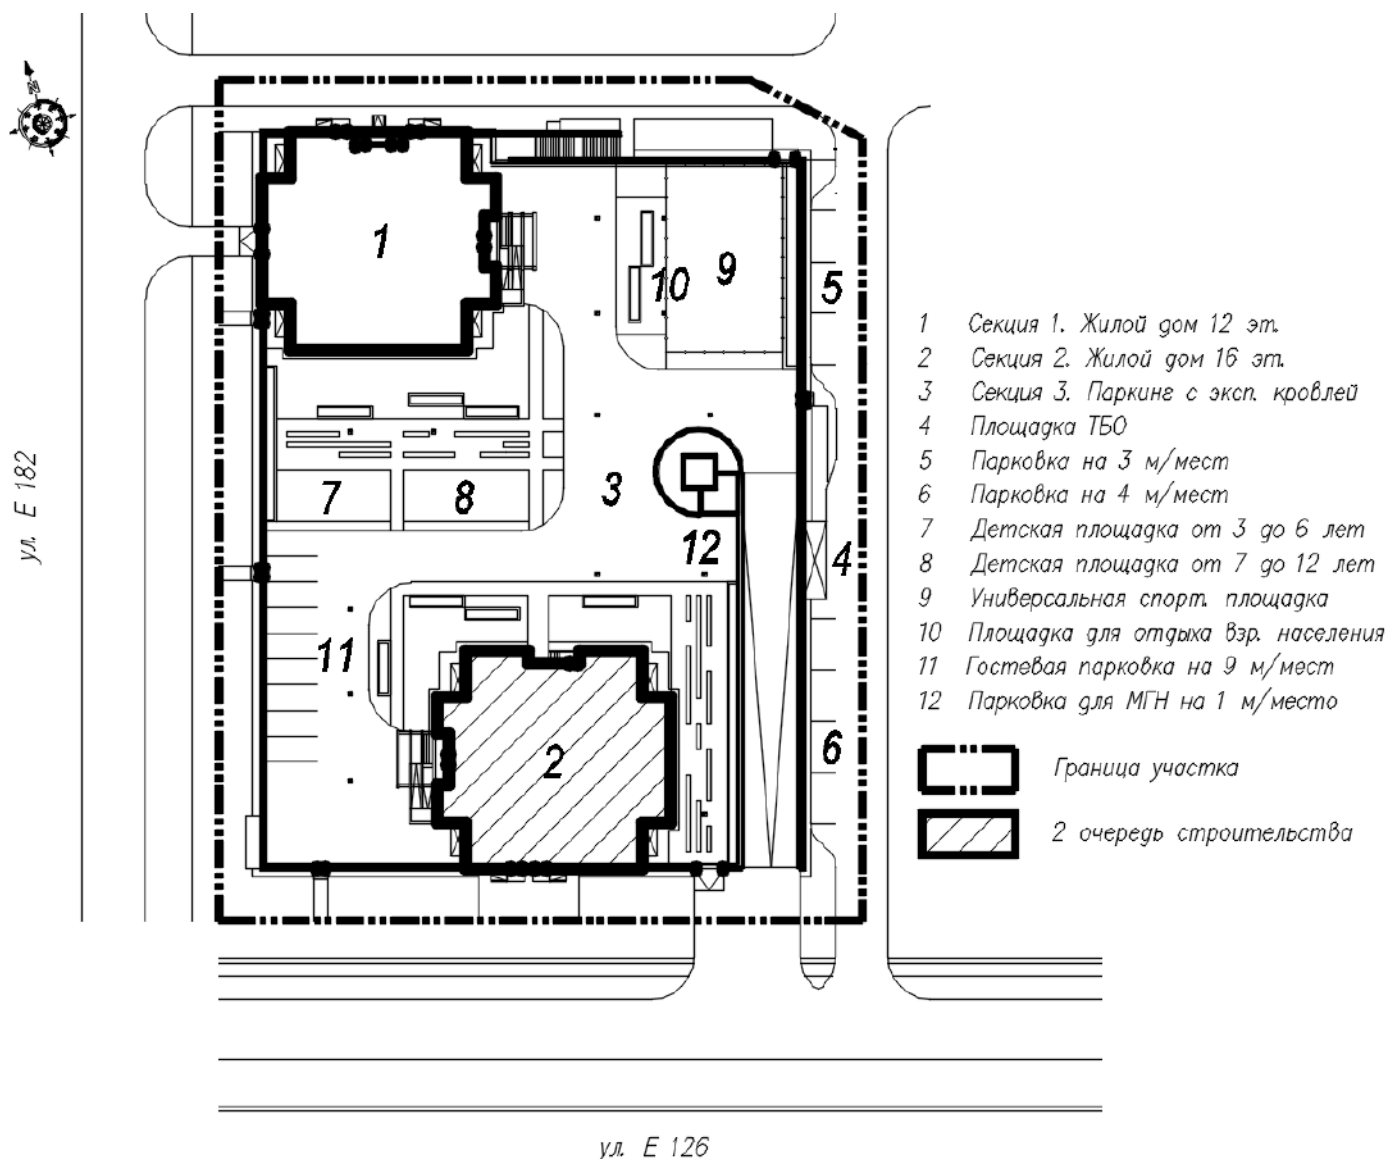 N
1
9
10
5
7
8
3
12
4
11
2
6
ул. Е 182
1 Секция 1. Жилой дом 12 эт.
2 Секция 2. Жилой дом 16 эт.
3 Секция 3. Паркинг с эксп. кровлей
4 Площадка ТБО
5 Парковка на 3 м/мест
6 Парковка на 4 м/мест
7 Детская площадка от 3 до 6 лет
8 Детская площадка от 7 до 12 лет
9 Универсальная спорт. площадка
10 Площадка для отдыха взр. населения
11 Гостевая парковка на 9 м/мест
12 Парковка для МГН на 1 м/место
Граница участка
2 очередь строительства
ул. Е 126